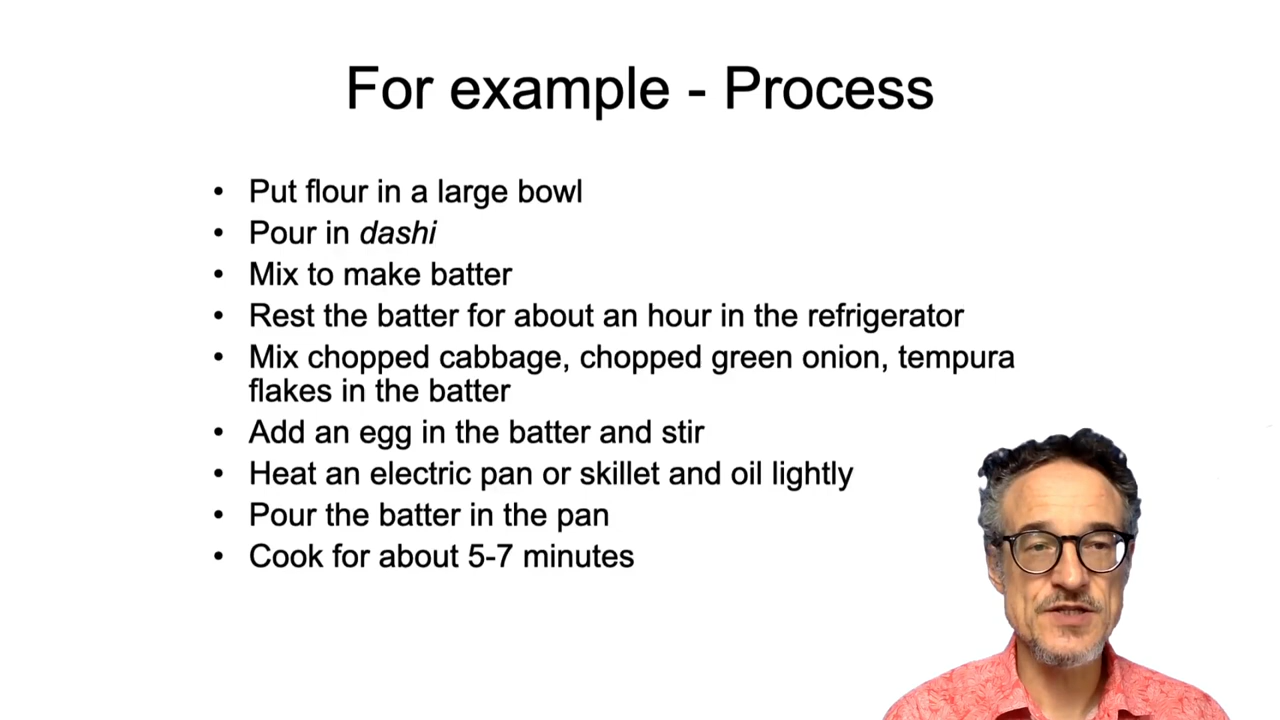 For example - Process
• Put flour in a large bowl
• Pour in dashi
• Mix to make batter
• Rest the batter for about an hour in the refrigerator
• Mix chopped cabbage, chopped green onion, tempura
flakes in the batter
• Add an egg in the batter and stir
• Heat an electric pan or skillet and oil lightly
• Pour the batter in the pan
• Cook for about 5-7 minutes